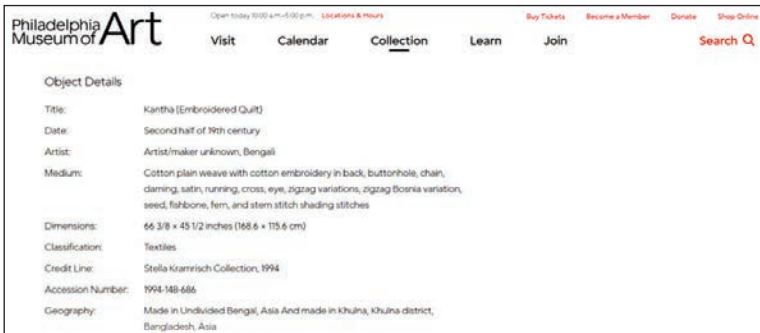 Philadelphia
Museum of Art
Open today 10:00 a.m.–5:00 p.m. Locations & Hours
Buy Tickets Become a Member Donate Shop Online
Visit Calendar Collection Learn Join
Search
Object Details
Title: Kantha (Embroidered Quilt)
Date: Second half of 19th century
Artist: Artist/maker unknown, Bengali
Medium: Cotton plain weave with cotton embroidery in back, buttonhole, chain,
darning, satin, running, cross, eye, zigzag variations, zigzag Bosnia variation,
seed, fishbone, fern, and stem stitch shading stitches
Dimensions: 66 3/8 × 45 1/2 inches (168.6 × 115.6 cm)
Classification: Textiles
Credit Line: Stella Kramrisch Collection, 1994
Accession Number: 1994-148-686
Geography: Made in Undivided Bengal, Asia And made in Khulna, Khulna district,
Bangladesh, Asia